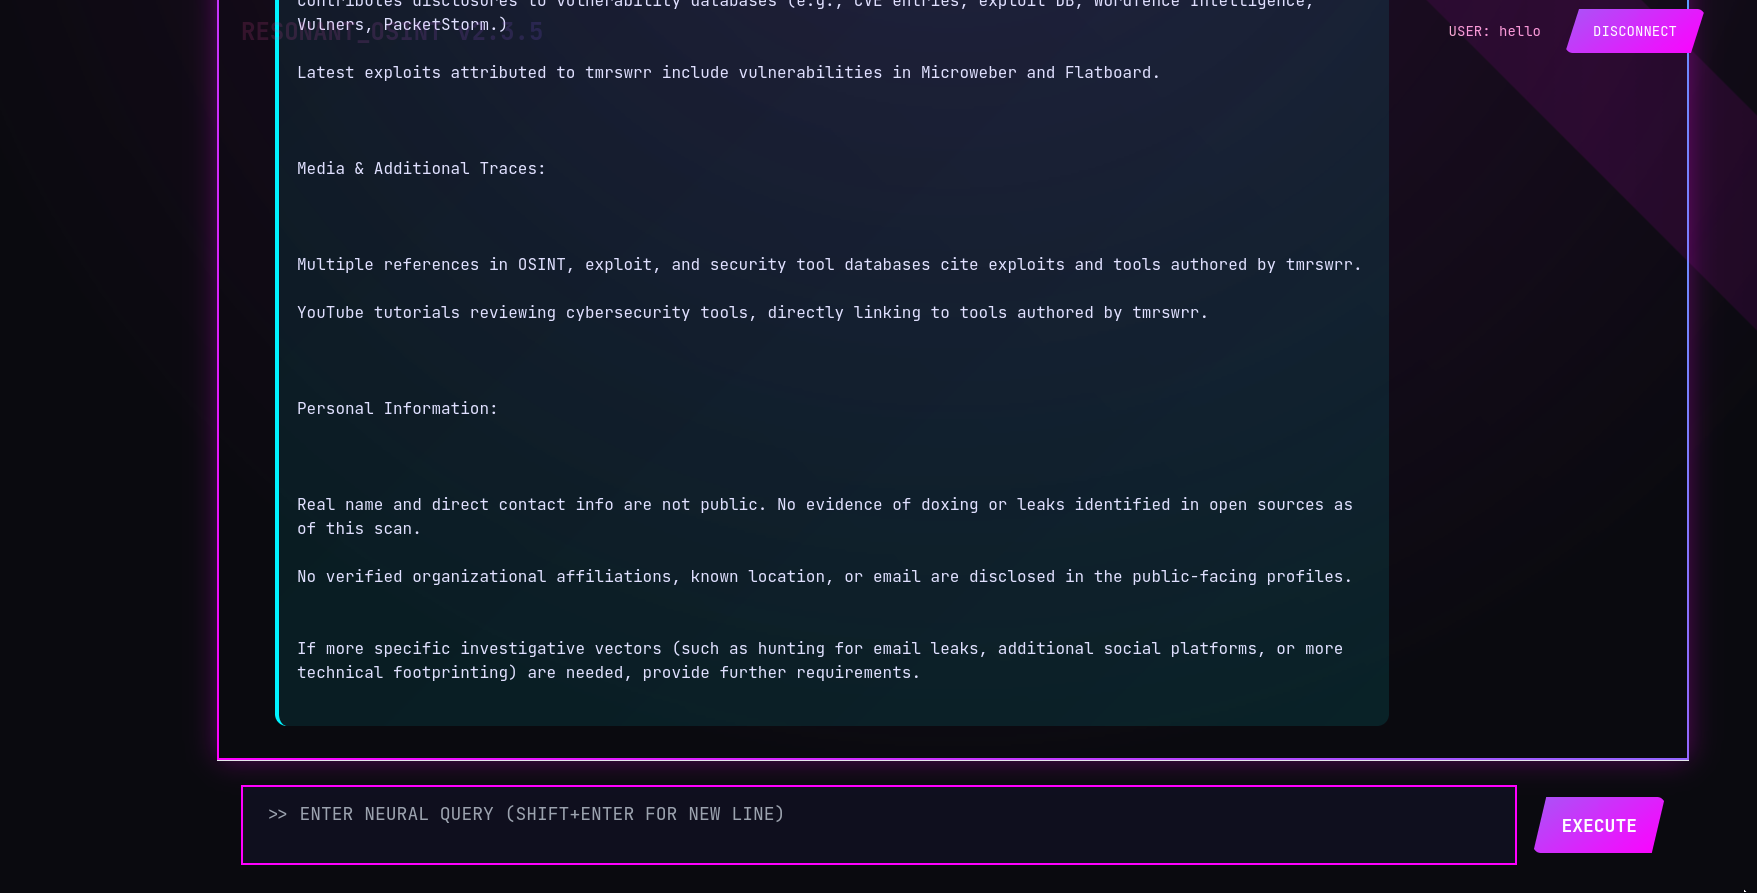 contributes disclosures to vulnerability databases (e.g., CVE entries, exploit DB, Wordfence Intelligence,
RESONANT_OSINT v2.5.5
Vulners, PacketStorm.)
USER: hello
DISCONNECT
Latest exploits attributed to tmrswrr include vulnerabilities in Microweber and Flatboard.
Media & Additional Traces:
Multiple references in OSINT, exploit, and security tool databases cite exploits and tools authored by tmrswrr.
YouTube tutorials reviewing cybersecurity tools, directly linking to tools authored by tmrswrr.
Personal Information:
Real name and direct contact info are not public. No evidence of doxing or leaks identified in open sources as
of this scan.
No verified organizational affiliations, known location, or email are disclosed in the public-facing profiles.
If more specific investigative vectors (such as hunting for email leaks, additional social platforms, or more
technical footprinting) are needed, provide further requirements.
>> ENTER NEURAL QUERY (SHIFT+ENTER FOR NEW LINE)
EXECUTE